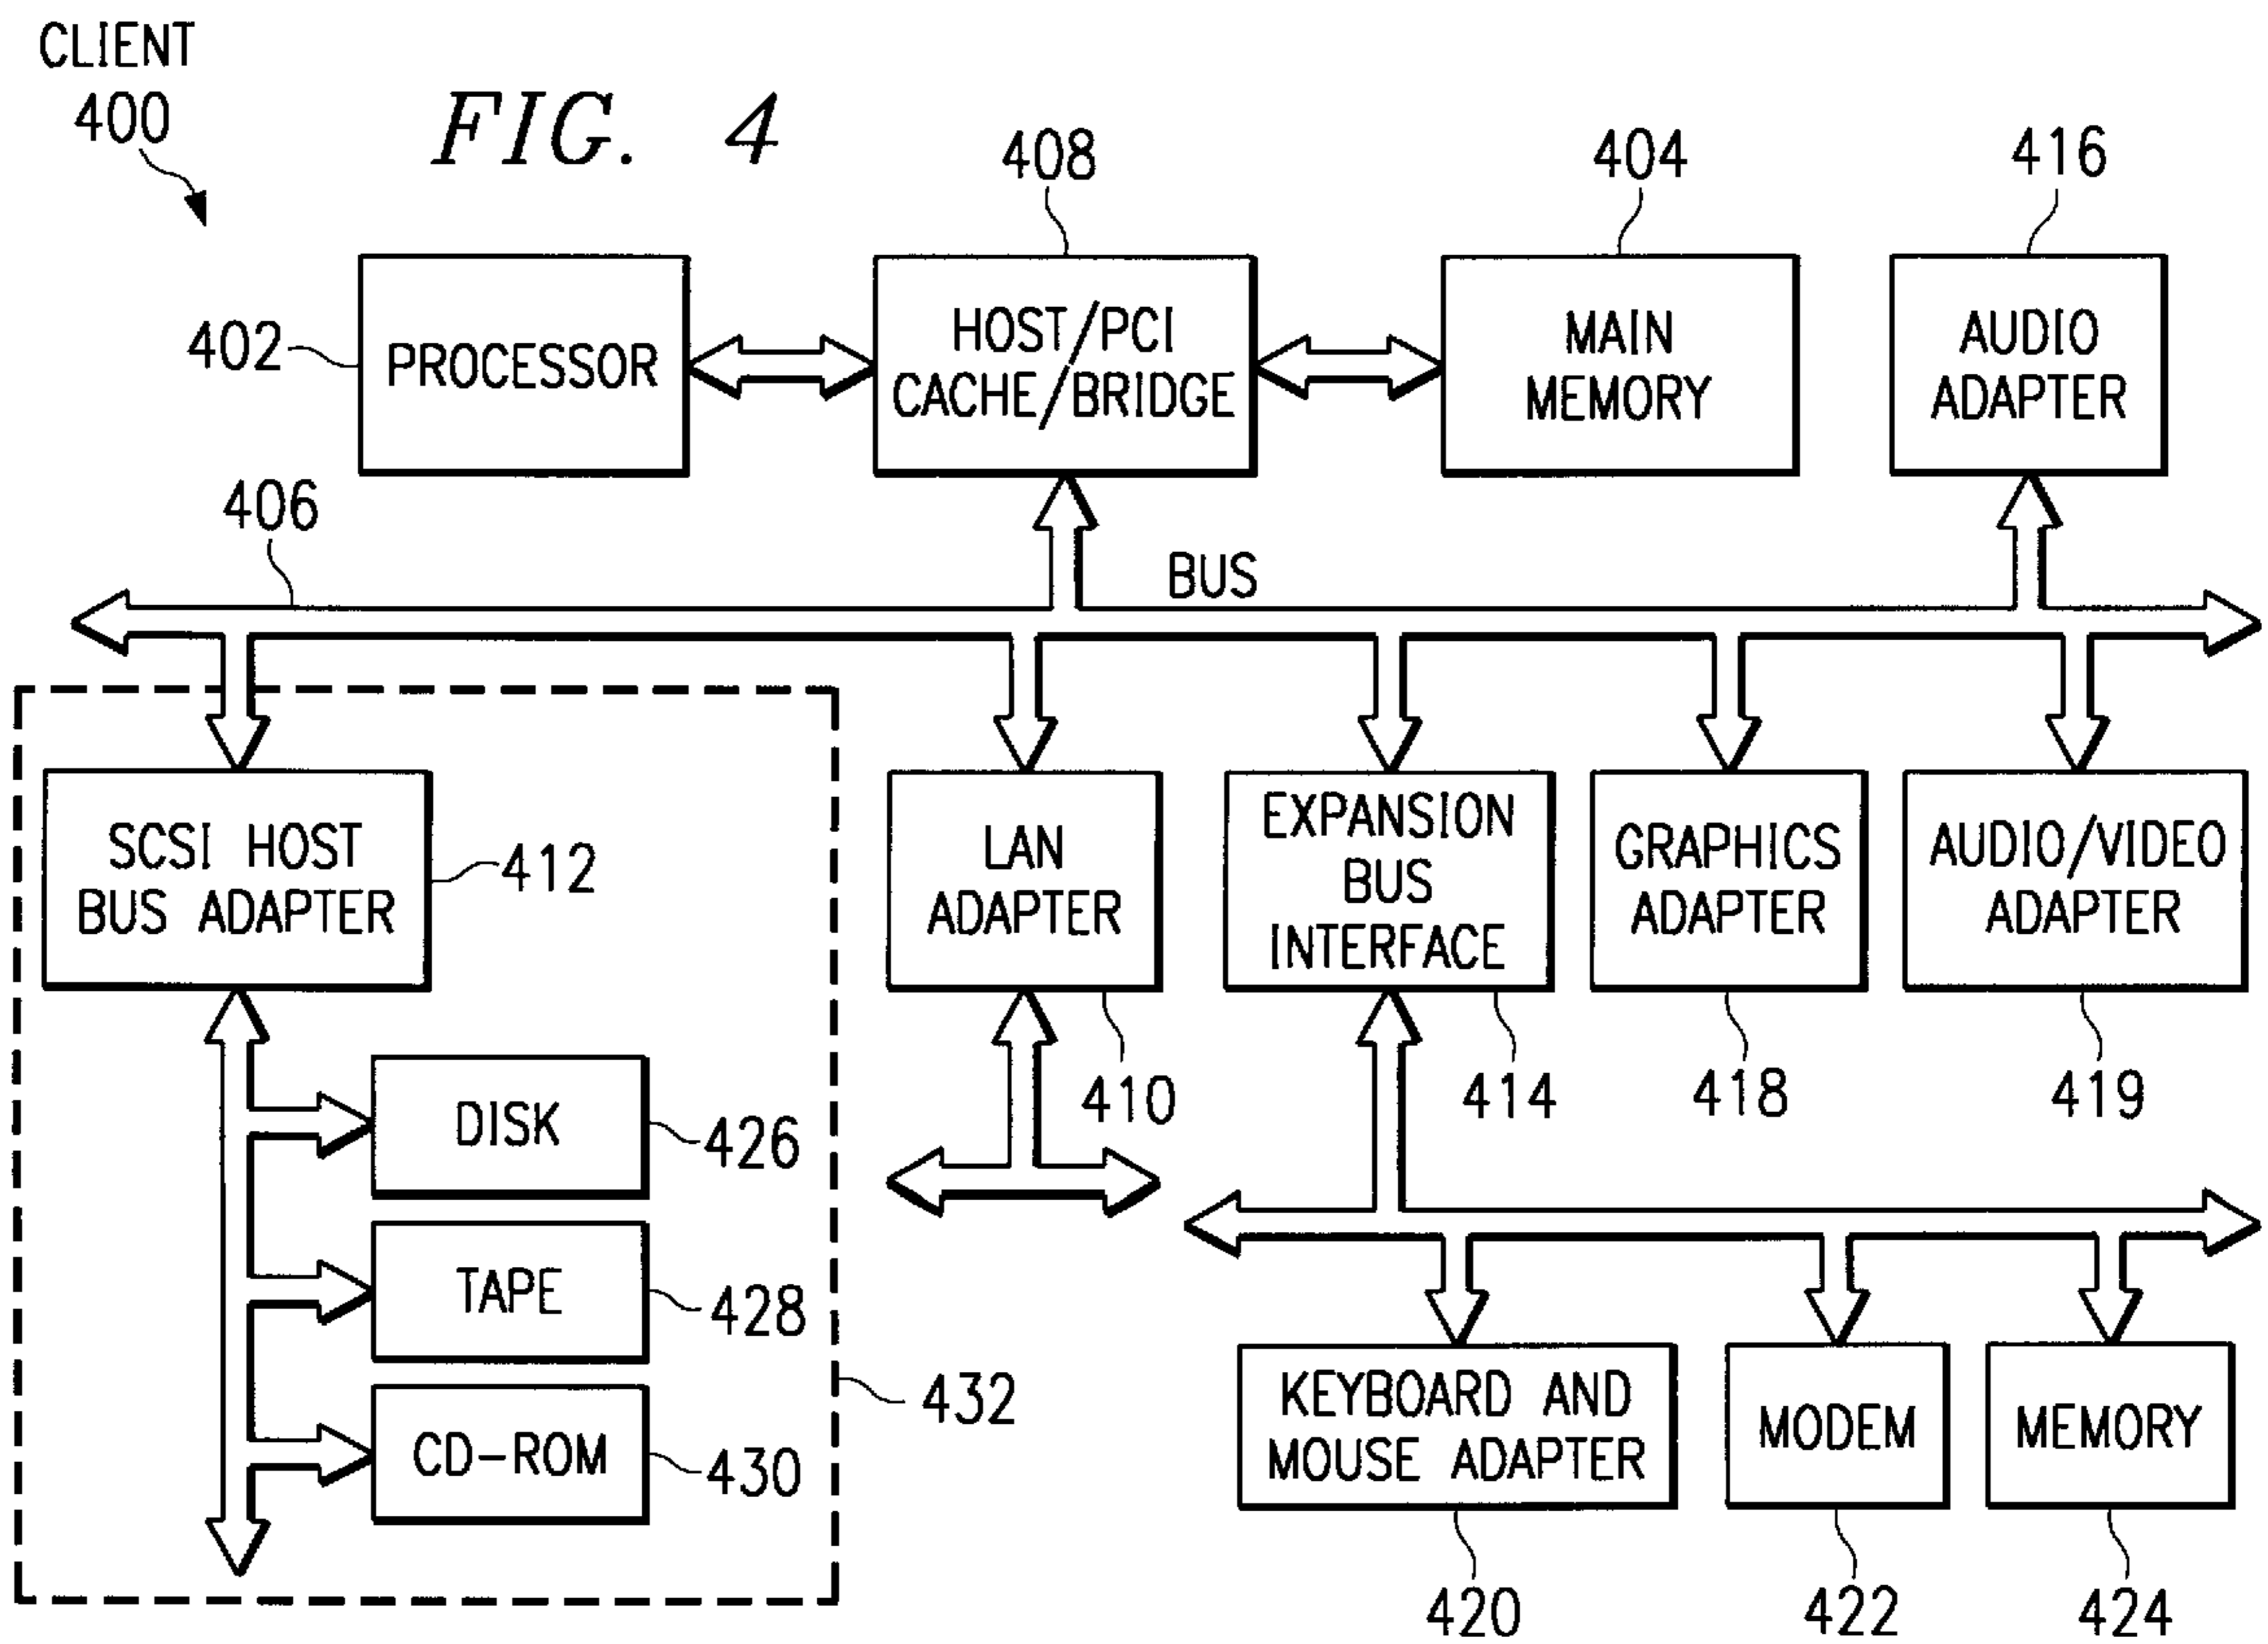 CLIENT
400
FIG. 4
408
404
416
402
PROCESSOR
HOST/PCI
CACHE/BRIDGE
MAIN
MEMORY
AUDIO
ADAPTER
406
BUS
SCSI HOST
BUS ADAPTER
412
LAN
ADAPTER
EXPANSION
BUS
INTERFACE
GRAPHICS
ADAPTER
AUDIO/VIDEO
ADAPTER
410
414
418
419
DISK
426
TAPE
428
CD-ROM
430
432
KEYBOARD AND
MOUSE ADAPTER
MODEM
MEMORY
420
422
424